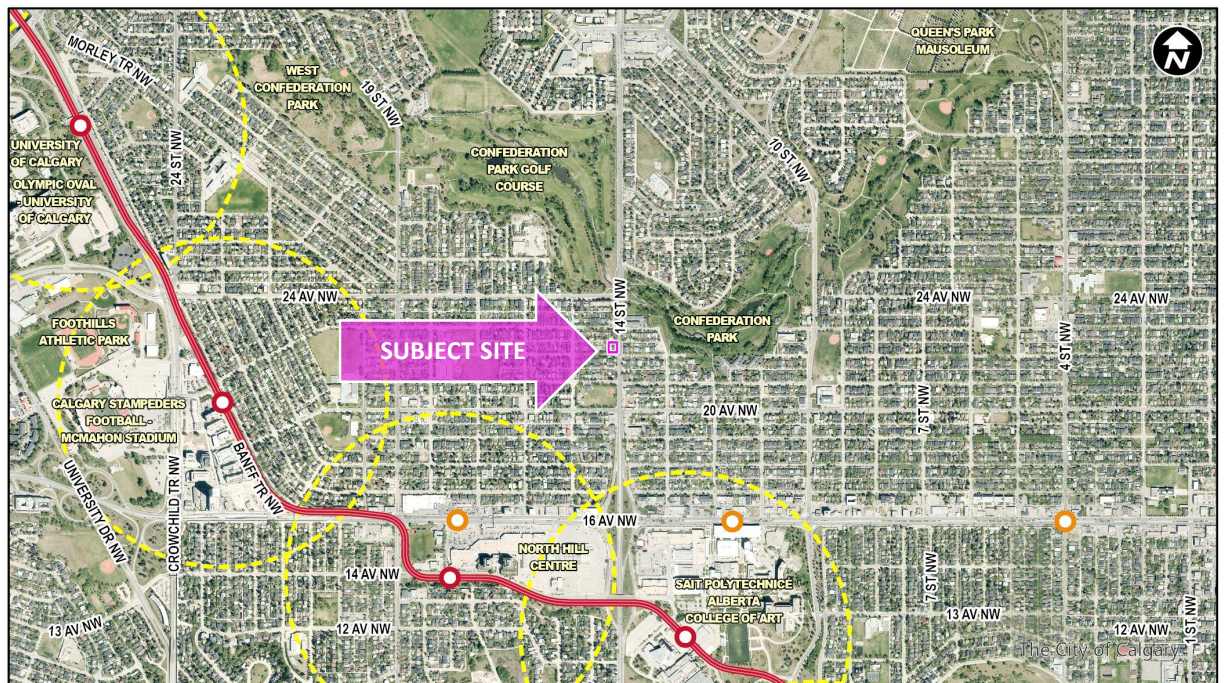 MORLEY TR NW
WEST
CONFEDERATION
PARK
19 ST NW
QUEEN'S PARK
MAUSOLEUM
N
UNIVERSITY
OF CALGARY
24 ST NW
CONFEDERATION
PARK GOLF
COURSE
10 ST NW
OLYMPIC OVAL
- UNIVERSITY
OF CALGARY
24 AV NW
14 ST NW
24 AV NW
24 AV NW
FOOTHILLS
ATHLETIC PARK
SUBJECT SITE
CONFEDERATION
PARK
4 ST NW
CALGARY STAMPEDERS
FOOTBALL -
MCMAHON STADIUM
20 AV NW
7 ST NW
UNIVERSITY DR NW
CROWCHILD TR NW
BANFF TR NW
16 AV NW
NORTH HILL
CENTRE
14 AV NW
SAIT POLYTECHNIC
ALBERTA
COLLEGE OF ART
7 ST NW
13 AV NW
12 AV NW
13 AV NW
12 AV NW
1 ST NW
The City of Calgary